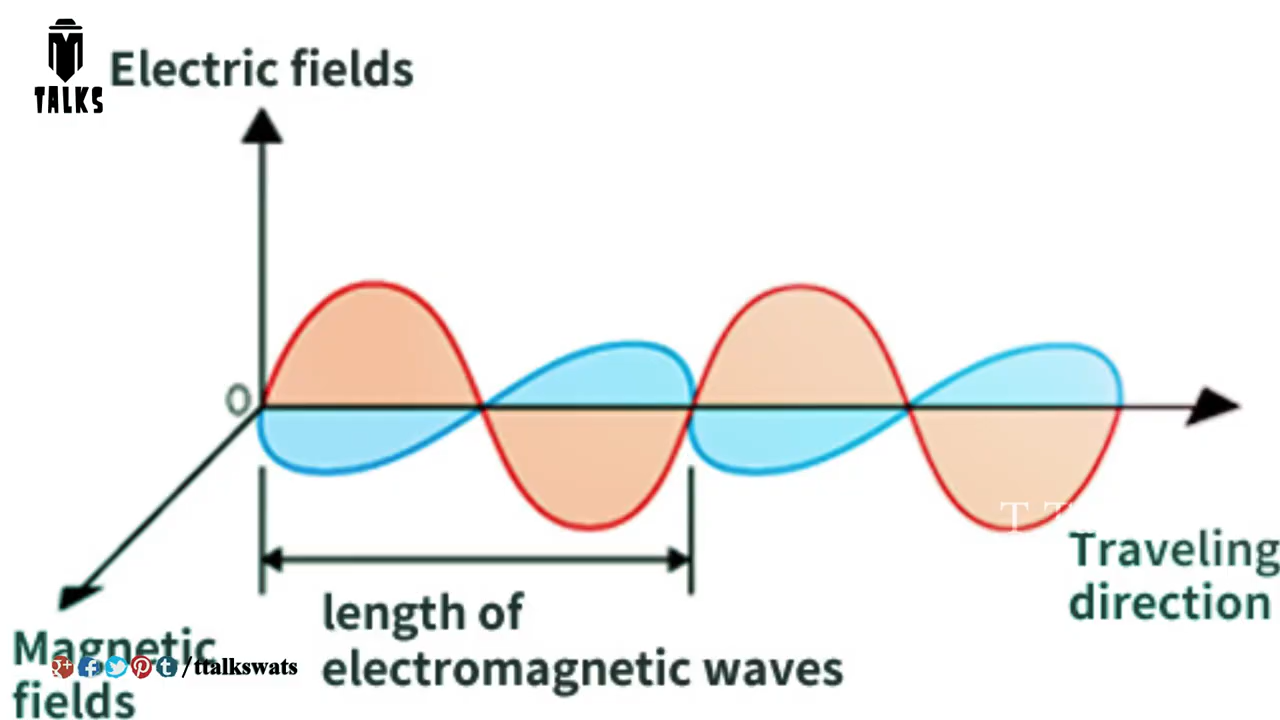 TALKS
Electric fields
0
Traveling
direction
length of
electromagnetic waves
Magnetic
fields
/ttalkswats